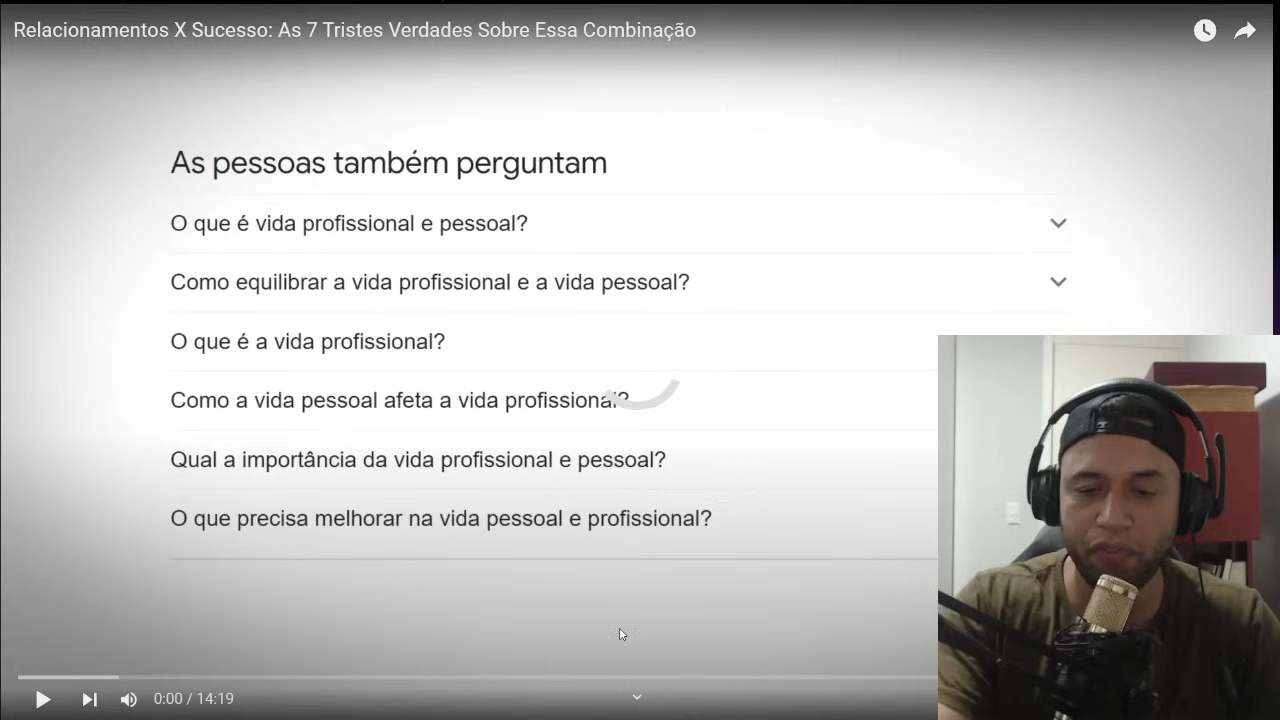 Relacionamentos X Sucesso: As 7 Tristes Verdades Sobre Essa Combinação
As pessoas também perguntam
O que é vida profissional e pessoal?
Como equilibrar a vida profissional e a vida pessoal?
O que é a vida profissional?
Como a vida pessoal afeta a vida profissional?
Qual a importância da vida profissional e pessoal?
O que precisa melhorar na vida pessoal e profissional?
0:00 / 14:19